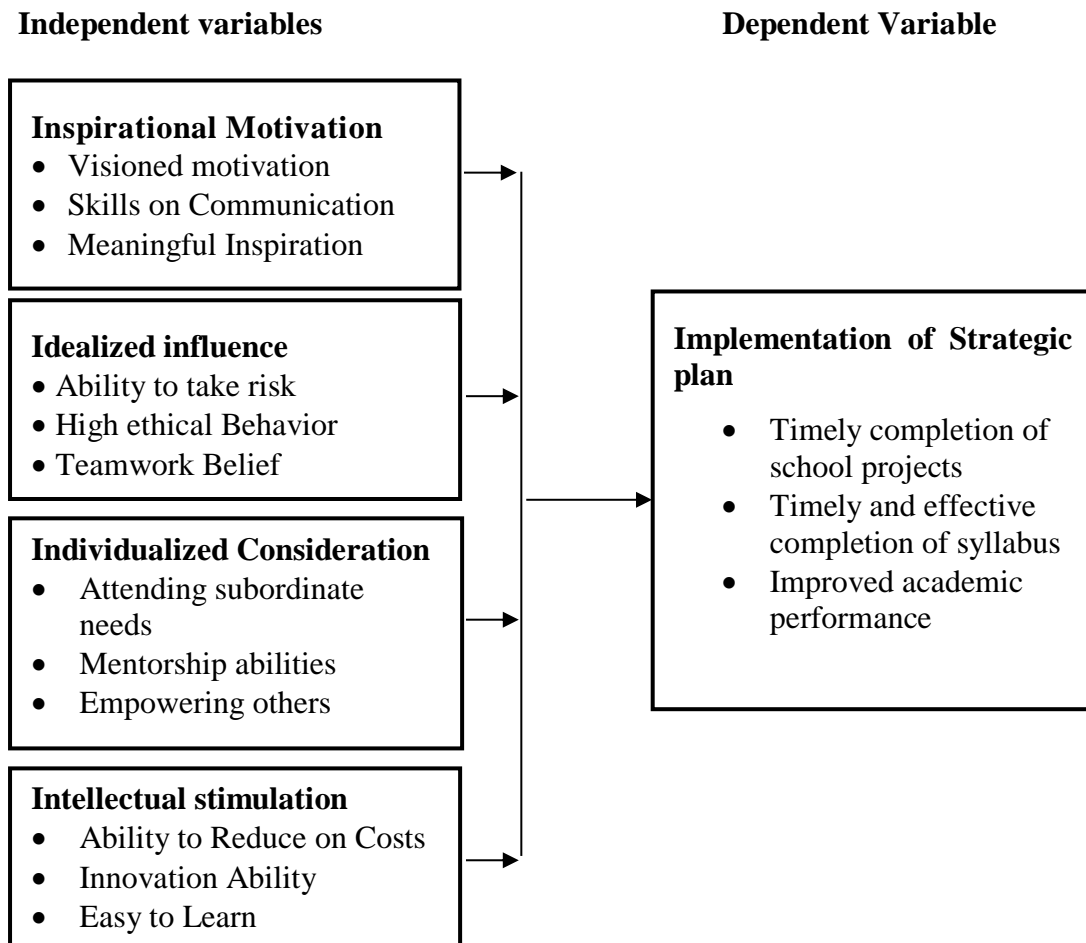 Independent variables
Dependent Variable
Inspirational Motivation
• Visioned motivation
• Skills on Communication
• Meaningful Inspiration
Idealized influence
• Ability to take risk
• High ethical Behavior
• Teamwork Belief
Individualized Consideration
• Attending subordinate
needs
• Mentorship abilities
• Empowering others
Intellectual stimulation
• Ability to Reduce on Costs
• Innovation Ability
• Easy to Learn
Implementation of Strategic
plan
• Timely completion of
school projects
• Timely and effective
completion of syllabus
• Improved academic
performance